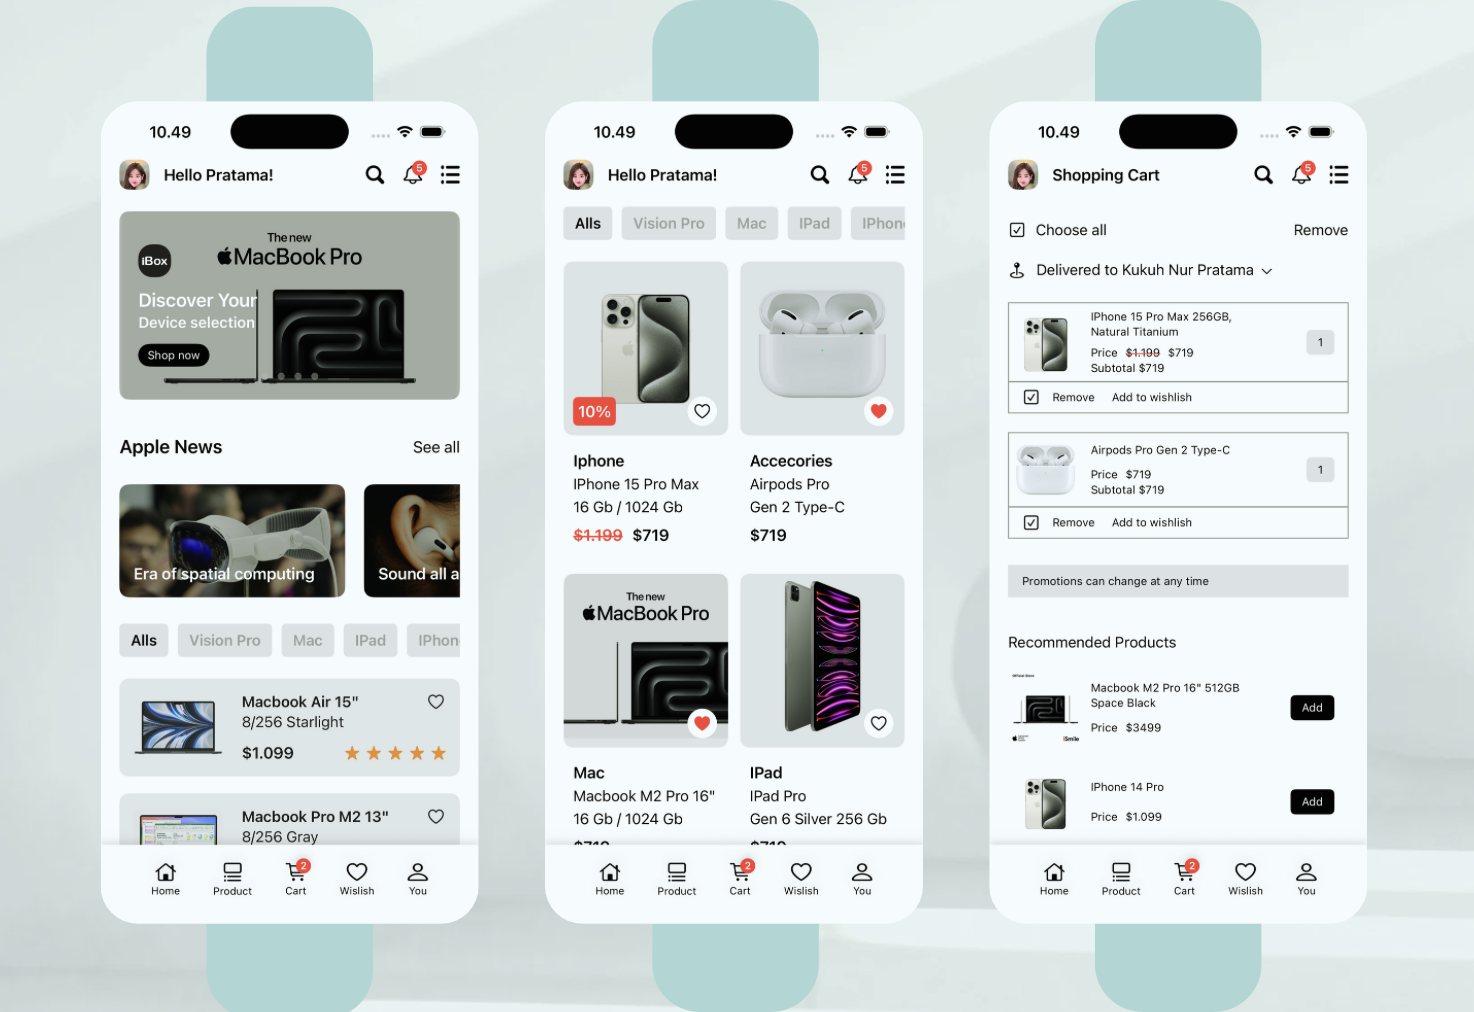 10.49
Hello Pratama!
5
The new
MacBook Pro
iBox
Discover Your
Device selection
Shop now
Apple News
See all
Era of spatial computing
Sound all a
Alls
Vision Pro
Mac
IPad
IPhon
Macbook Air 15"
8/256 Starlight
$1.099
Macbook Pro M2 13"
8/256 Gray
2
Home
Product
Cart
Wislish
You
10.49
Hello Pratama!
5
Alls
Vision Pro
Mac
IPad
IPhon
10%
Iphone
IPhone 15 Pro Max
16 Gb / 1024 Gb
$1.199 $719
Accecories
Airpods Pro
Gen 2 Type-C
$719
The new
MacBook Pro
Mac
Macbook M2 Pro 16"
16 Gb / 1024 Gb
$719
IPad
IPad Pro
Gen 6 Silver 256 Gb
$719
2
Home
Product
Cart
Wislish
You
10.49
Shopping Cart
5
Choose all
Remove
Delivered to Kukuh Nur Pratama
IPhone 15 Pro Max 256GB,
Natural Titanium
Price $1.199 $719
Subtotal $719
1
Remove Add to wishlist
Airpods Pro Gen 2 Type-C
Price $719
Subtotal $719
1
Remove Add to wishlist
Promotions can change at any time
Recommended Products
Macbook M2 Pro 16" 512GB
Space Black
Price $3499
Add
iSmile
IPhone 14 Pro
Price $1.099
Add
2
Home
Product
Cart
Wislish
You